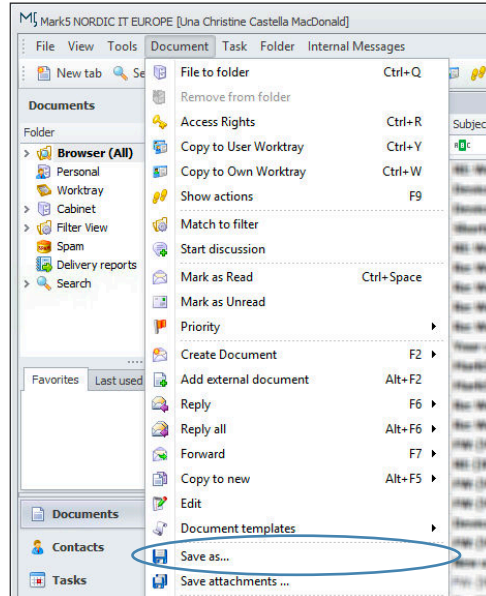 Mark5 NORDIC IT EUROPE [Una Christine Castella MacDonald]
File View Tools Document Task Folder Internal Messages
New tab Se
Documents
Folder
Browser (All)
Personal
Worktray
Cabinet
Filter View
Spam
Delivery reports
Search
Favorites Last used
Documents
Contacts
Tasks
File to folder Ctrl+Q
Remove from folder
Access Rights Ctrl+R
Copy to User Worktray Ctrl+Y
Copy to Own Worktray Ctrl+W
Show actions F9
Match to filter
Start discussion
Mark as Read Ctrl+Space
Mark as Unread
Priority
Create Document F2
Add external document Alt+F2
Reply F6
Reply all Alt+F6
Forward F7
Copy to new Alt+F5
Edit
Document templates
Save as...
Save attachments ...
Subjec